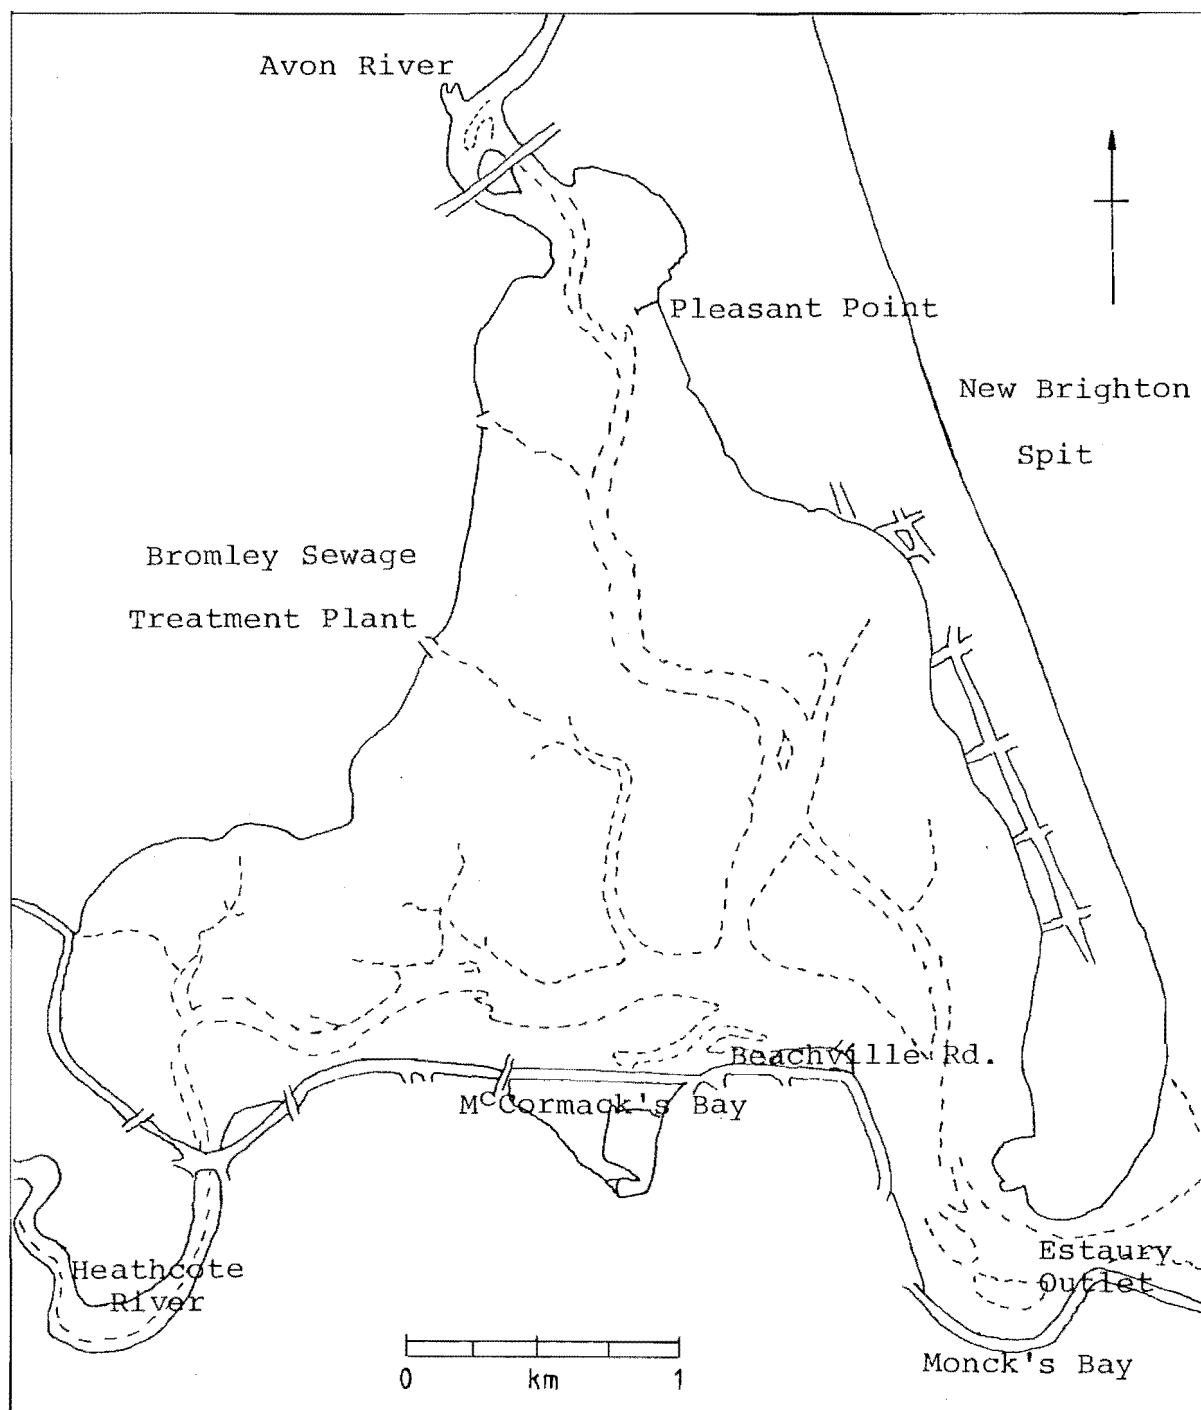 Avon River
Pleasant Point
New Brighton
Spit
Bromley Sewage
Treatment Plant
Beachville Rd.
McCormack's Bay
Heathcote
River
Estaury
Outlet
0 km 1
Monck's Bay